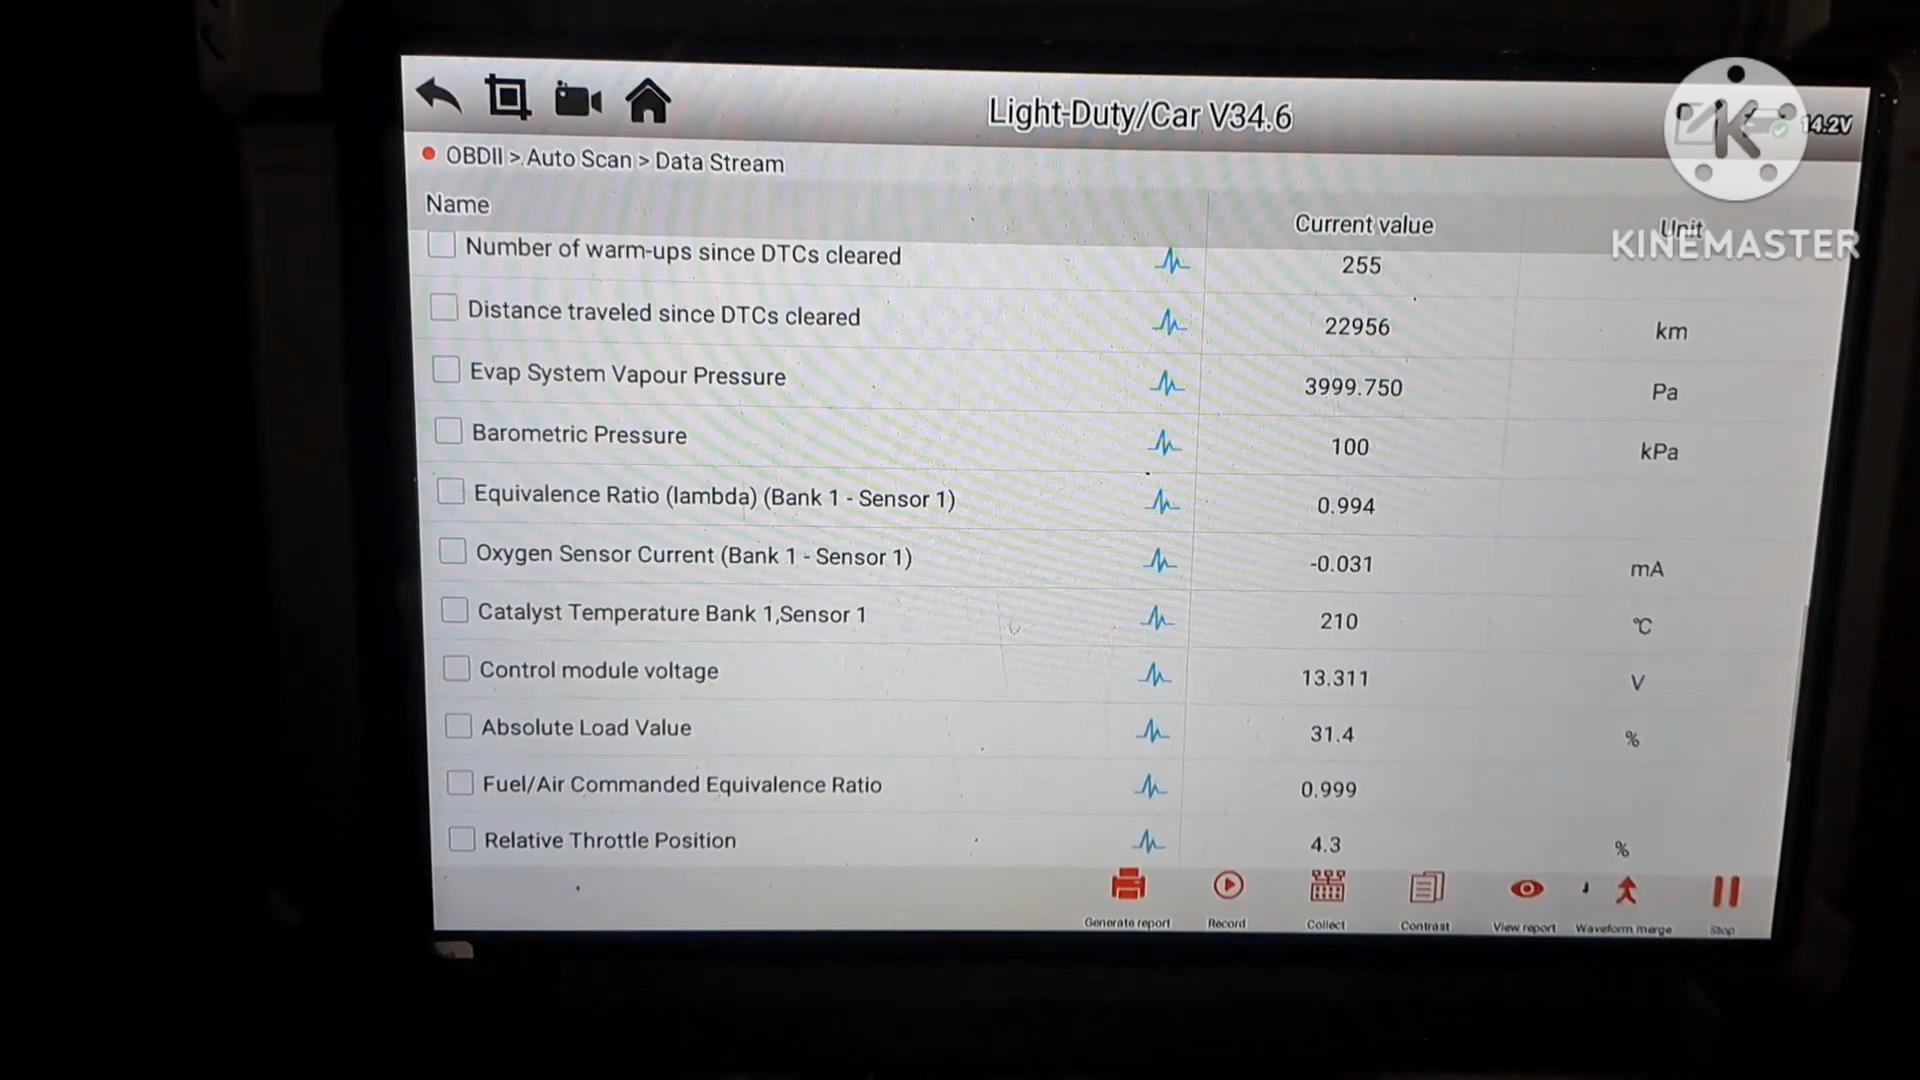 Light-Duty/Car V34.6
14.2V
OBDII > Auto Scan > Data Stream
Name Current value Unit
KINEMASTER
Number of warm-ups since DTCs cleared 255
Distance traveled since DTCs cleared 22956 km
Evap System Vapour Pressure 3999.750 Pa
Barometric Pressure 100 kPa
Equivalence Ratio (lambda) (Bank 1 - Sensor 1) 0.994
Oxygen Sensor Current (Bank 1 - Sensor 1) -0.031 mA
Catalyst Temperature Bank 1,Sensor 1 210 ℃
Control module voltage 13.311 V
Absolute Load Value 31.4 %
Fuel/Air Commanded Equivalence Ratio 0.999
Relative Throttle Position 4.3 %
Generate report Record Collect Contrast View report Waveform merge Stop